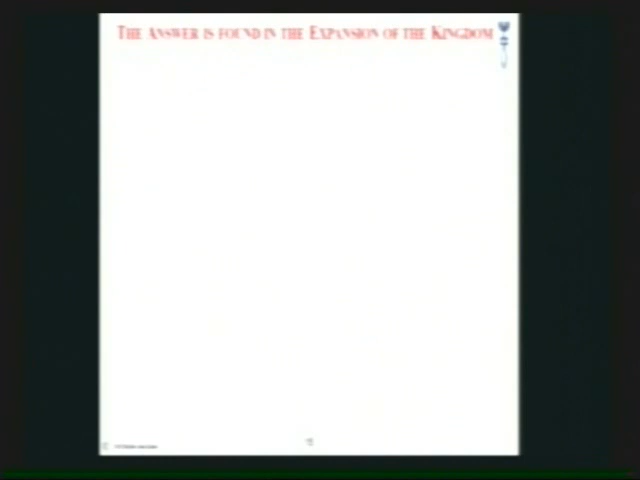 THE ANSWER IS FOUND IN THE EXPANSION OF THE KINGDOM